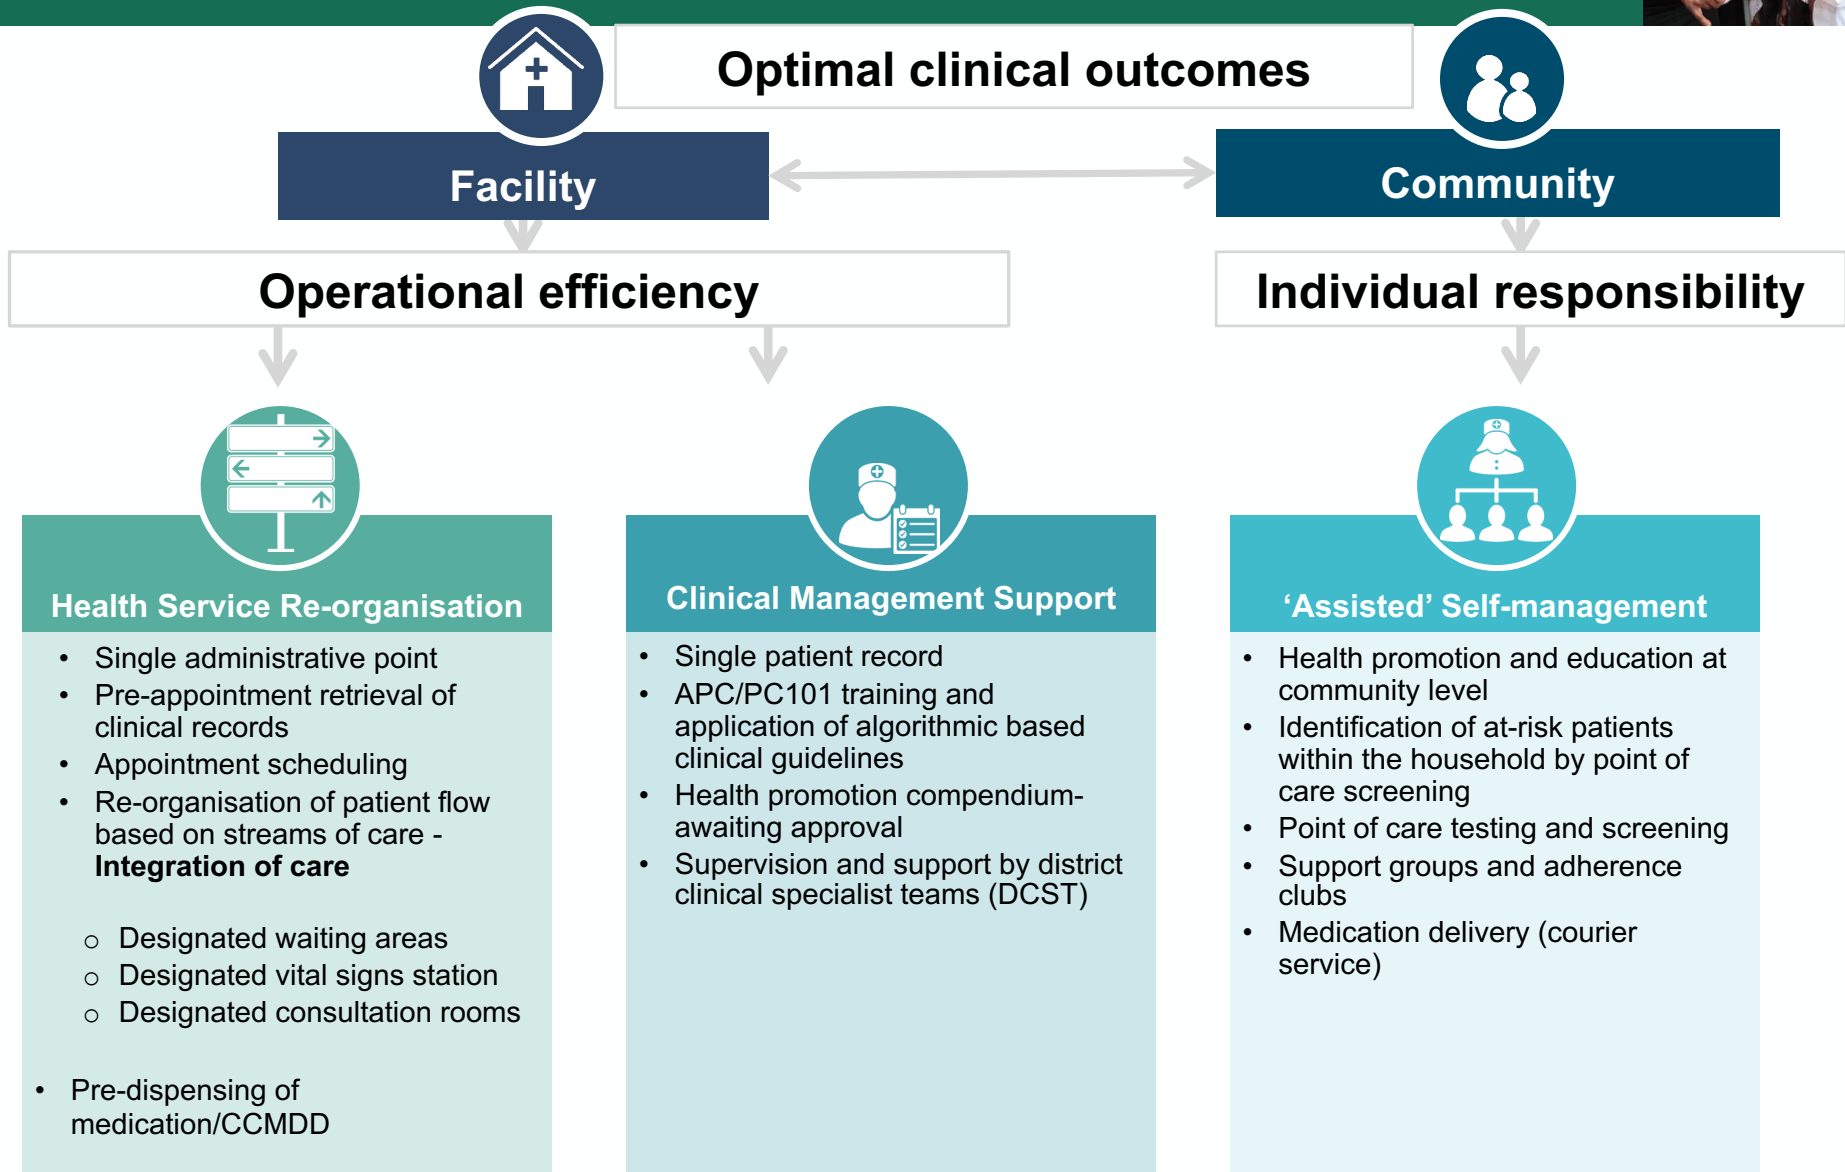 Optimal clinical outcomes
Facility
Community
Operational efficiency
Individual responsibility
Health Service Re-organisation
• Single administrative point
• Pre-appointment retrieval of
clinical records
• Appointment scheduling
• Re-organisation of patient flow
based on streams of care -
Integration of care
o Designated waiting areas
o Designated vital signs station
o Designated consultation rooms
• Pre-dispensing of
medication/CCMDD
Clinical Management Support
• Single patient record
• APC/PC101 training and
application of algorithmic based
clinical guidelines
• Health promotion compendium-
awaiting approval
• Supervision and support by district
clinical specialist teams (DCST)
‘Assisted’ Self-management
• Health promotion and education at
community level
• Identification of at-risk patients
within the household by point of
care screening
• Point of care testing and screening
• Support groups and adherence
clubs
• Medication delivery (courier
service)